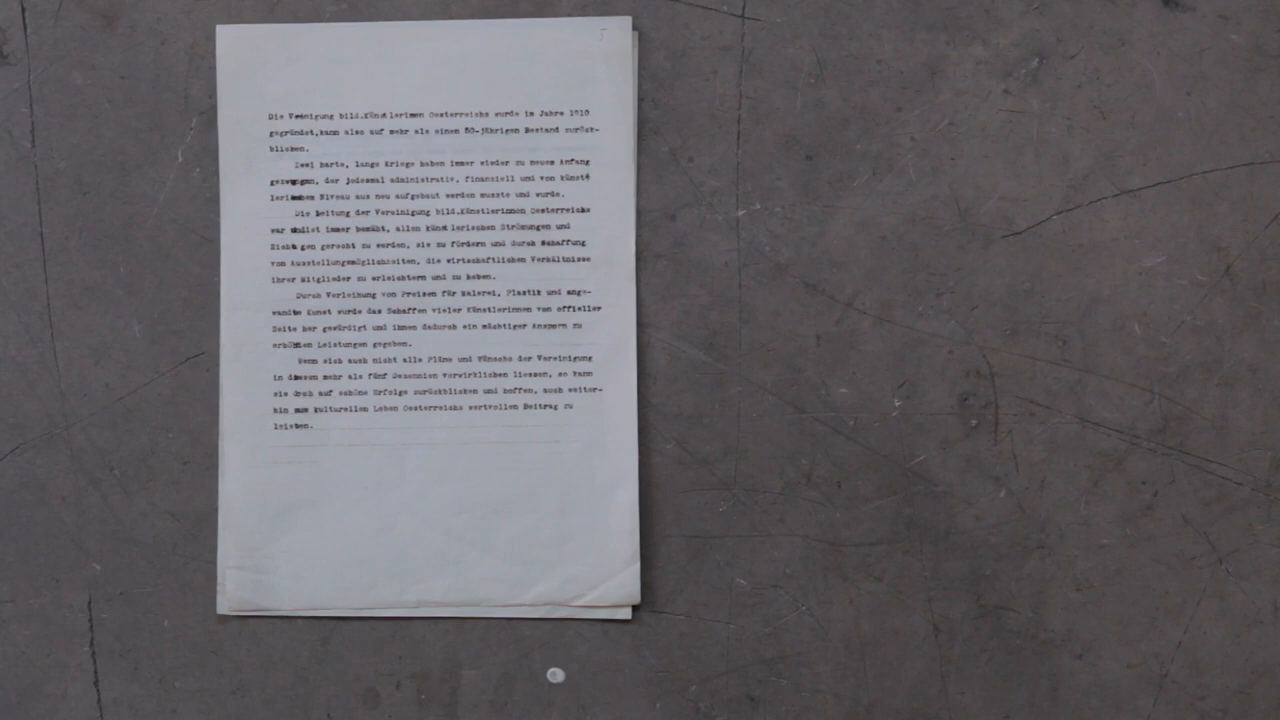 5
Die Vereinigung bild.Künstlerinnen Oesterreichs wurde im Jahre 1910
gegründet,kann also auf mehr als einen 50-jährigen Bestand zurück-
blicken.
Zwei harte, lange Kriege haben immer wieder zu neuem Anfang
gezwungen, der jedesmal administrativ, finanziell und von künst
lerischem Niveau aus neu aufgebaut werden musste und wurde.
Die Leitung der Vereinigung bild.Künstlerinnen Oesterreichs
war immer bemüht, allen künstlerischen Strömungen und
gerecht zu werden, sie zu fördern und durch Schaffung
von Ausstellungsmöglichkeiten, die wirtschaftlichen Verhältnisse
ihrer Mitglieder zu erleichtern und zu heben.
Durch Verleihung von Preisen für Malerei, Plastik und ange-
wandte Kunst wurde das Schaffen vieler Künstlerinnen von offieller
Seite her gewürdigt und ihnen dadurch ein mächtiger Ansporn zu
erhöhten Leistungen gegeben.
Wenn sich auch nicht alle Pläne und Wünsche der Vereinigung
in diesen mehr als fünf Dezennien verwirklichen liessen, so kann
sie doch auf schöne Erfolge zurückblicken und hoffen, auch weiter-
hin zum kulturellen Leben Oesterreichs wertvollen Beitrag zu
leisten.